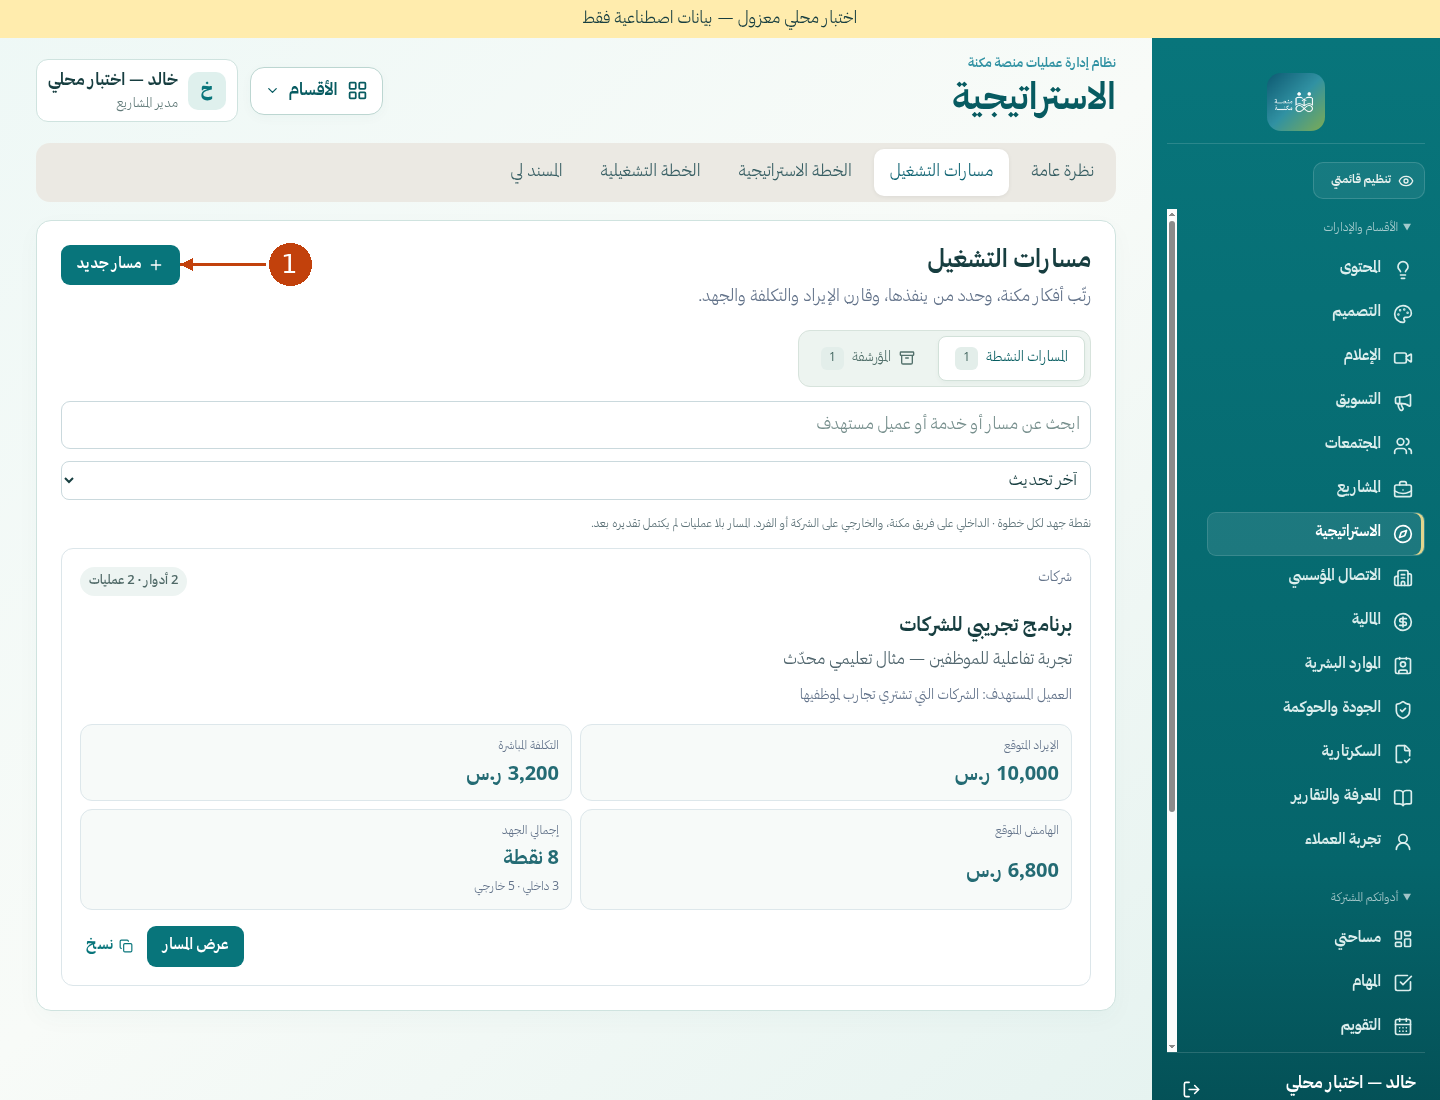 اختبار محلي معزول — بيانات اصطناعية فقط
نظام إدارة عمليات منصة مكنة
الاستراتيجية
الأقسام
خ
خالد — اختبار محلي
مدير المشاريع
نظرة عامة
مسارات التشغيل
الخطة الاستراتيجية
الخطة التشغيلية
المسند لي
مسارات التشغيل
رتّب أفكار مكنة، وحدد من ينفذها، وقارن الإيراد والتكلفة والجهد.
1
+ مسار جديد
المسارات النشطة 1
المؤرشفة 1
ابحث عن مسار أو خدمة أو عميل مستهدف
آخر تحديث
نقطة جهد لكل خطوة · الداخلي على فريق مكنة، والخارجي على الشركة أو الفرد. المسار بلا عمليات لم يكتمل تقديره بعد.
شركات
2 أدوار · 2 عمليات
برنامج تجريبي للشركات
تجربة تفاعلية للموظفين — مثال تعليمي محدّث
العميل المستهدف: الشركات التي تشتري تجارب لموظفيها
الإيراد المتوقع
10,000 ر.س
التكلفة المباشرة
3,200 ر.س
الهامش المتوقع
6,800 ر.س
إجمالي الجهد
8 نقطة
3 داخلي · 5 خارجي
عرض المسار
نسخ
منصة
مكنة
تنظيم قائمتي
▼ الأقسام والإدارات
المحتوى
التصميم
الإعلام
التسويق
المجتمعات
المشاريع
الاستراتيجية
الاتصال المؤسسي
المالية
الموارد البشرية
الجودة والحوكمة
السكرتارية
المعرفة والتقارير
تجربة العملاء
▼ أدواتكم المشتركة
مساحتي
المهام
التقويم
خالد — اختبار محلي